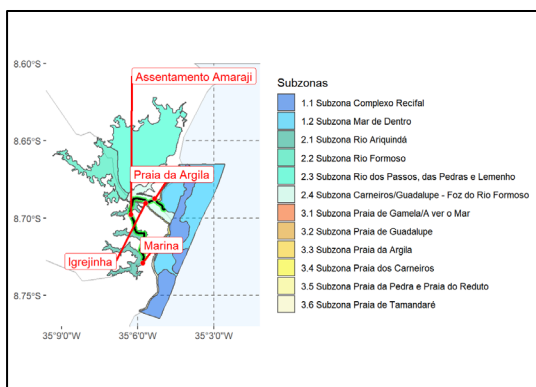 8.60°S
8.65°S
8.70°S
8.75°S
35°9'0"W
35°6'0"W
35°3'0"W
Assentamento Amaraji
Praia da Argila
Marina
Igrejinha
Subzonas
1.1 Subzona Complexo Recifal
1.2 Subzona Mar de Dentro
2.1 Subzona Rio Ariquindá
2.2 Subzona Rio Formoso
2.3 Subzona Rio dos Passos, das Pedras e Lemenho
2.4 Subzona Carneiros/Guadalupe - Foz do Rio Formoso
3.1 Subzona Praia de Gamela/A ver o Mar
3.2 Subzona Praia de Guadalupe
3.3 Subzona Praia da Argila
3.4 Subzona Praia dos Carneiros
3.5 Subzona Praia da Pedra e Praia do Reduto
3.6 Subzona Praia de Tamandaré